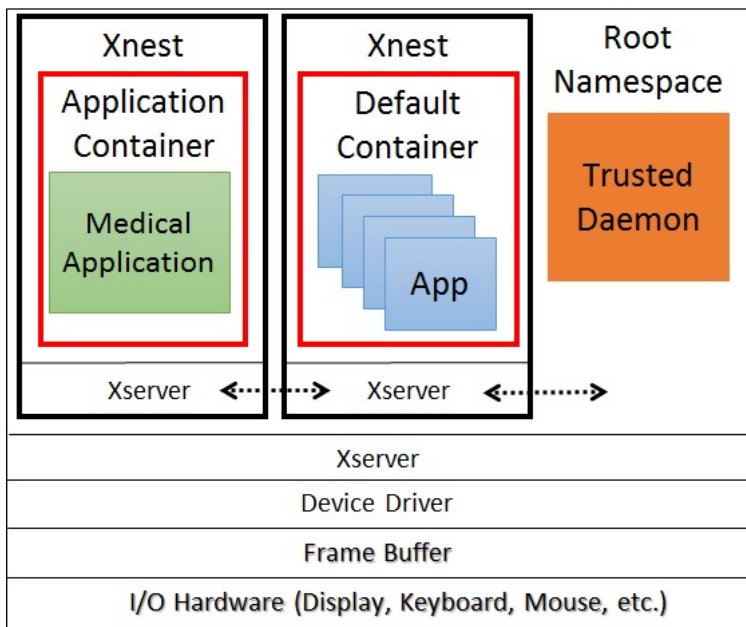 Xnest
Application
Container
Medical
Application
Xserver
Xnest
Default
Container
App
Xserver
Root
Namespace
Trusted
Daemon
Xserver
Device Driver
Frame Buffer
I/O Hardware (Display, Keyboard, Mouse, etc.)